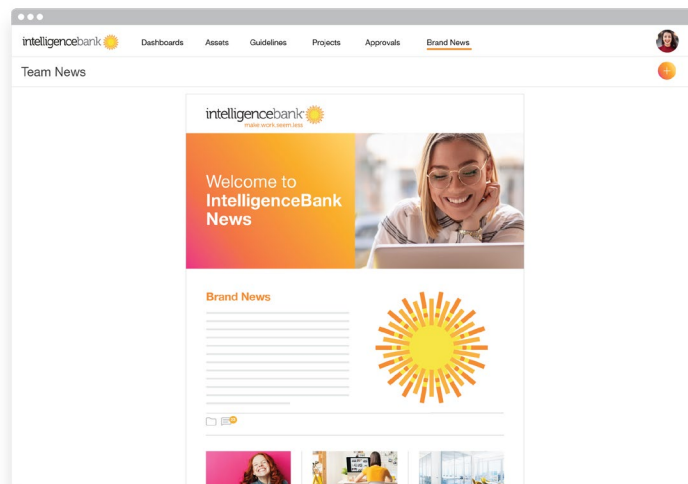 intelligencebank
Dashboards Assets Guidelines Projects Approvals Brand News
Team News
intelligencebank
make.work.seem.less
Welcome to
IntelligenceBank
News
Brand News